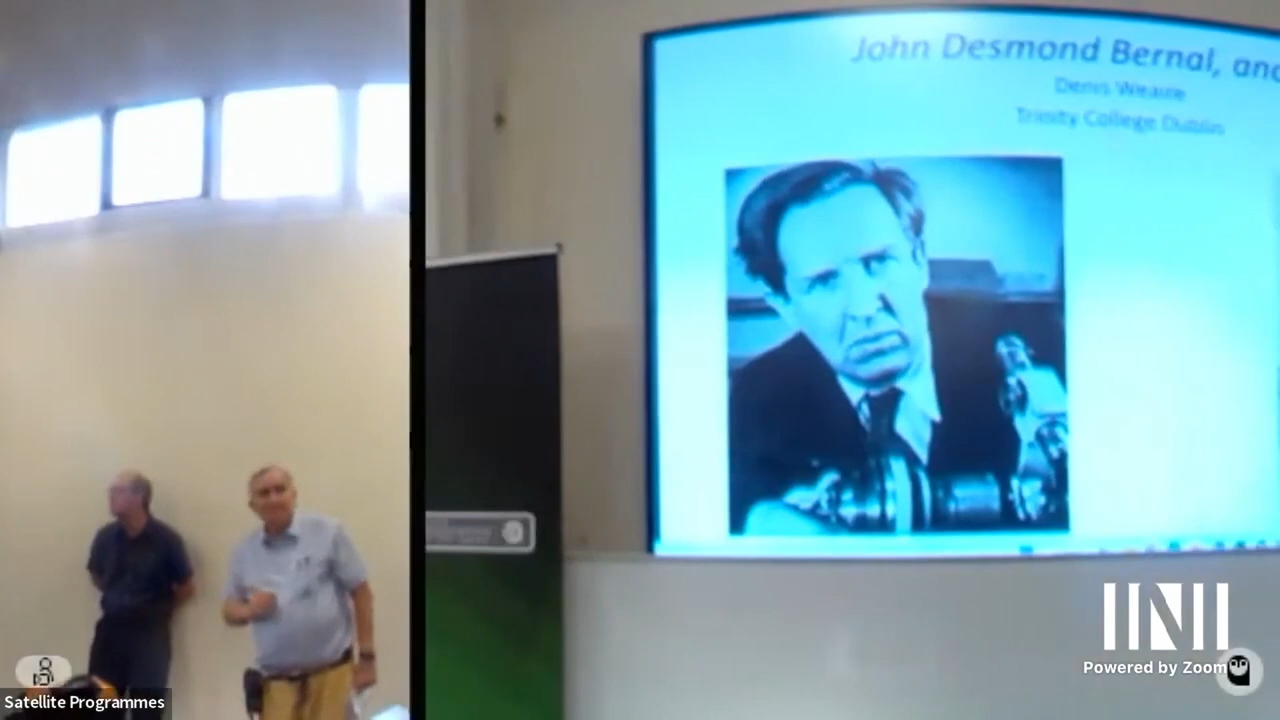 John Desmond Bernal, and
Denis Weaire
Trinity College Dublin
INI
Powered by Zoom
Satellite Programmes